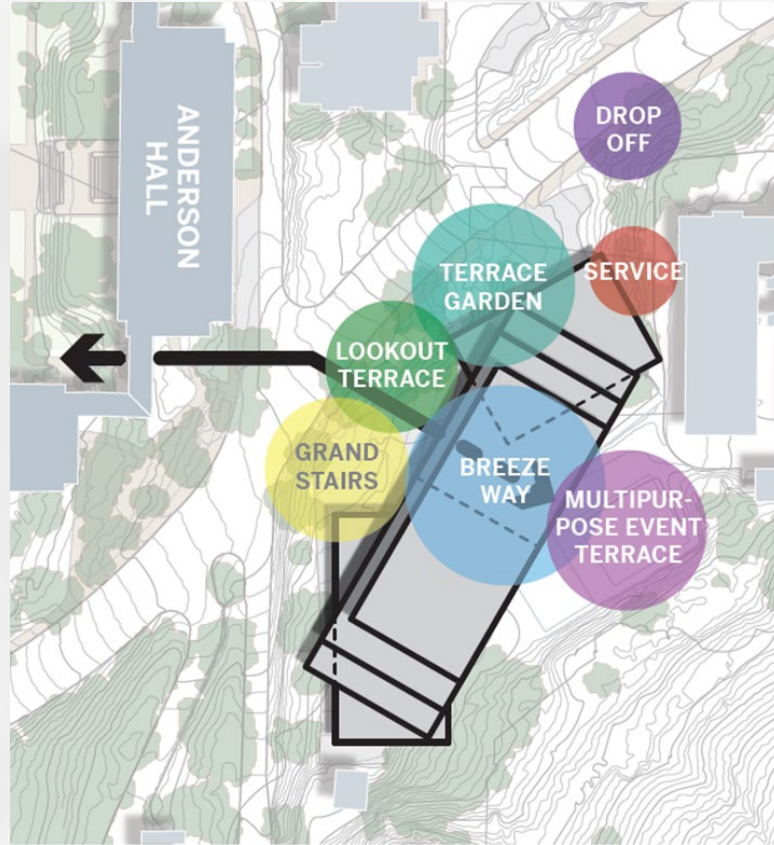 ANDERSON
HALL
DROP
OFF
TERRACE
GARDEN
SERVICE
LOOKOUT
TERRACE
GRAND
STAIRS
BREEZE
WAY
MULTIPUR-
POSE EVENT
TERRACE